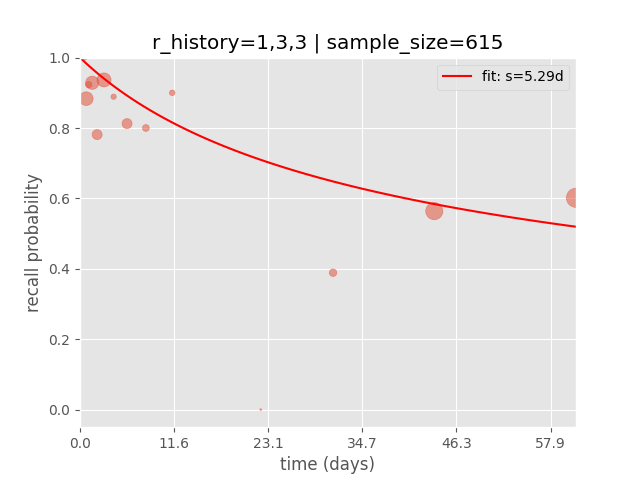 r_history=1,3,3 | sample_size=615
fit: s=5.29d
1.0
0.8
0.6
0.4
0.2
0.0
recall probability
0.0 11.6 23.1 34.7 46.3 57.9
time (days)